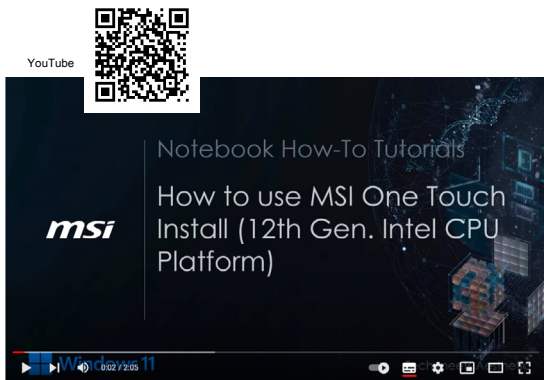 YouTube
Notebook How-To Tutorials
How to use MSI One Touch
Install (12th Gen. Intel CPU
Platform)
msi
Windows 11
0:02 / 2:05